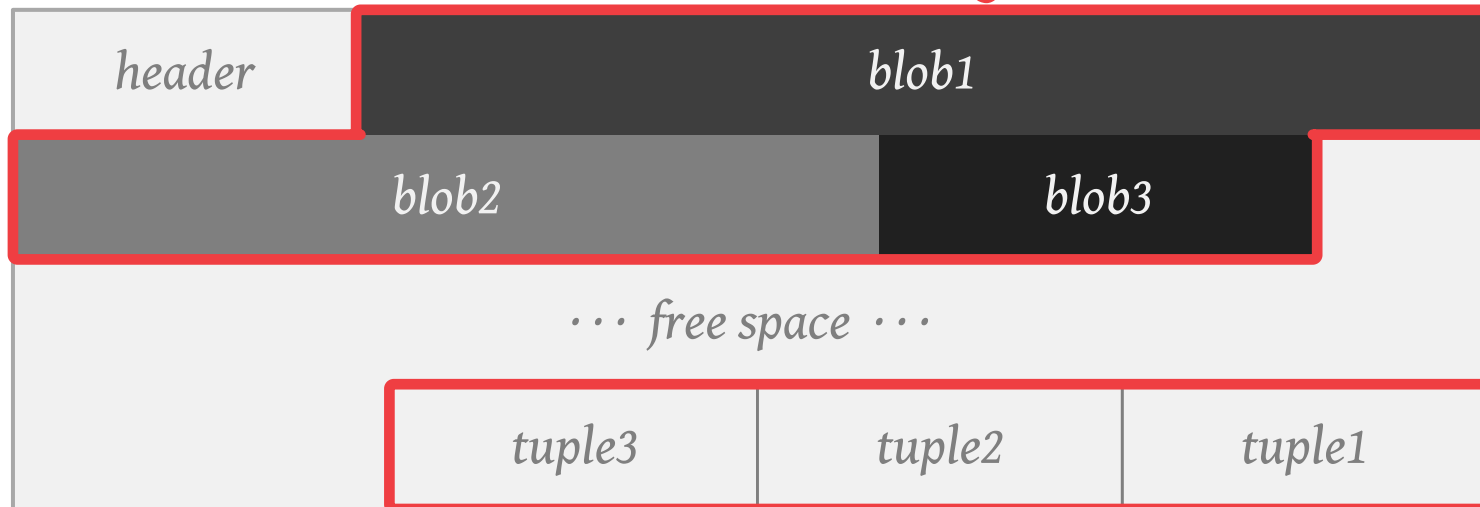 header blob1
blob2 blob3
··· free space ···
tuple3 tuple2 tuple1